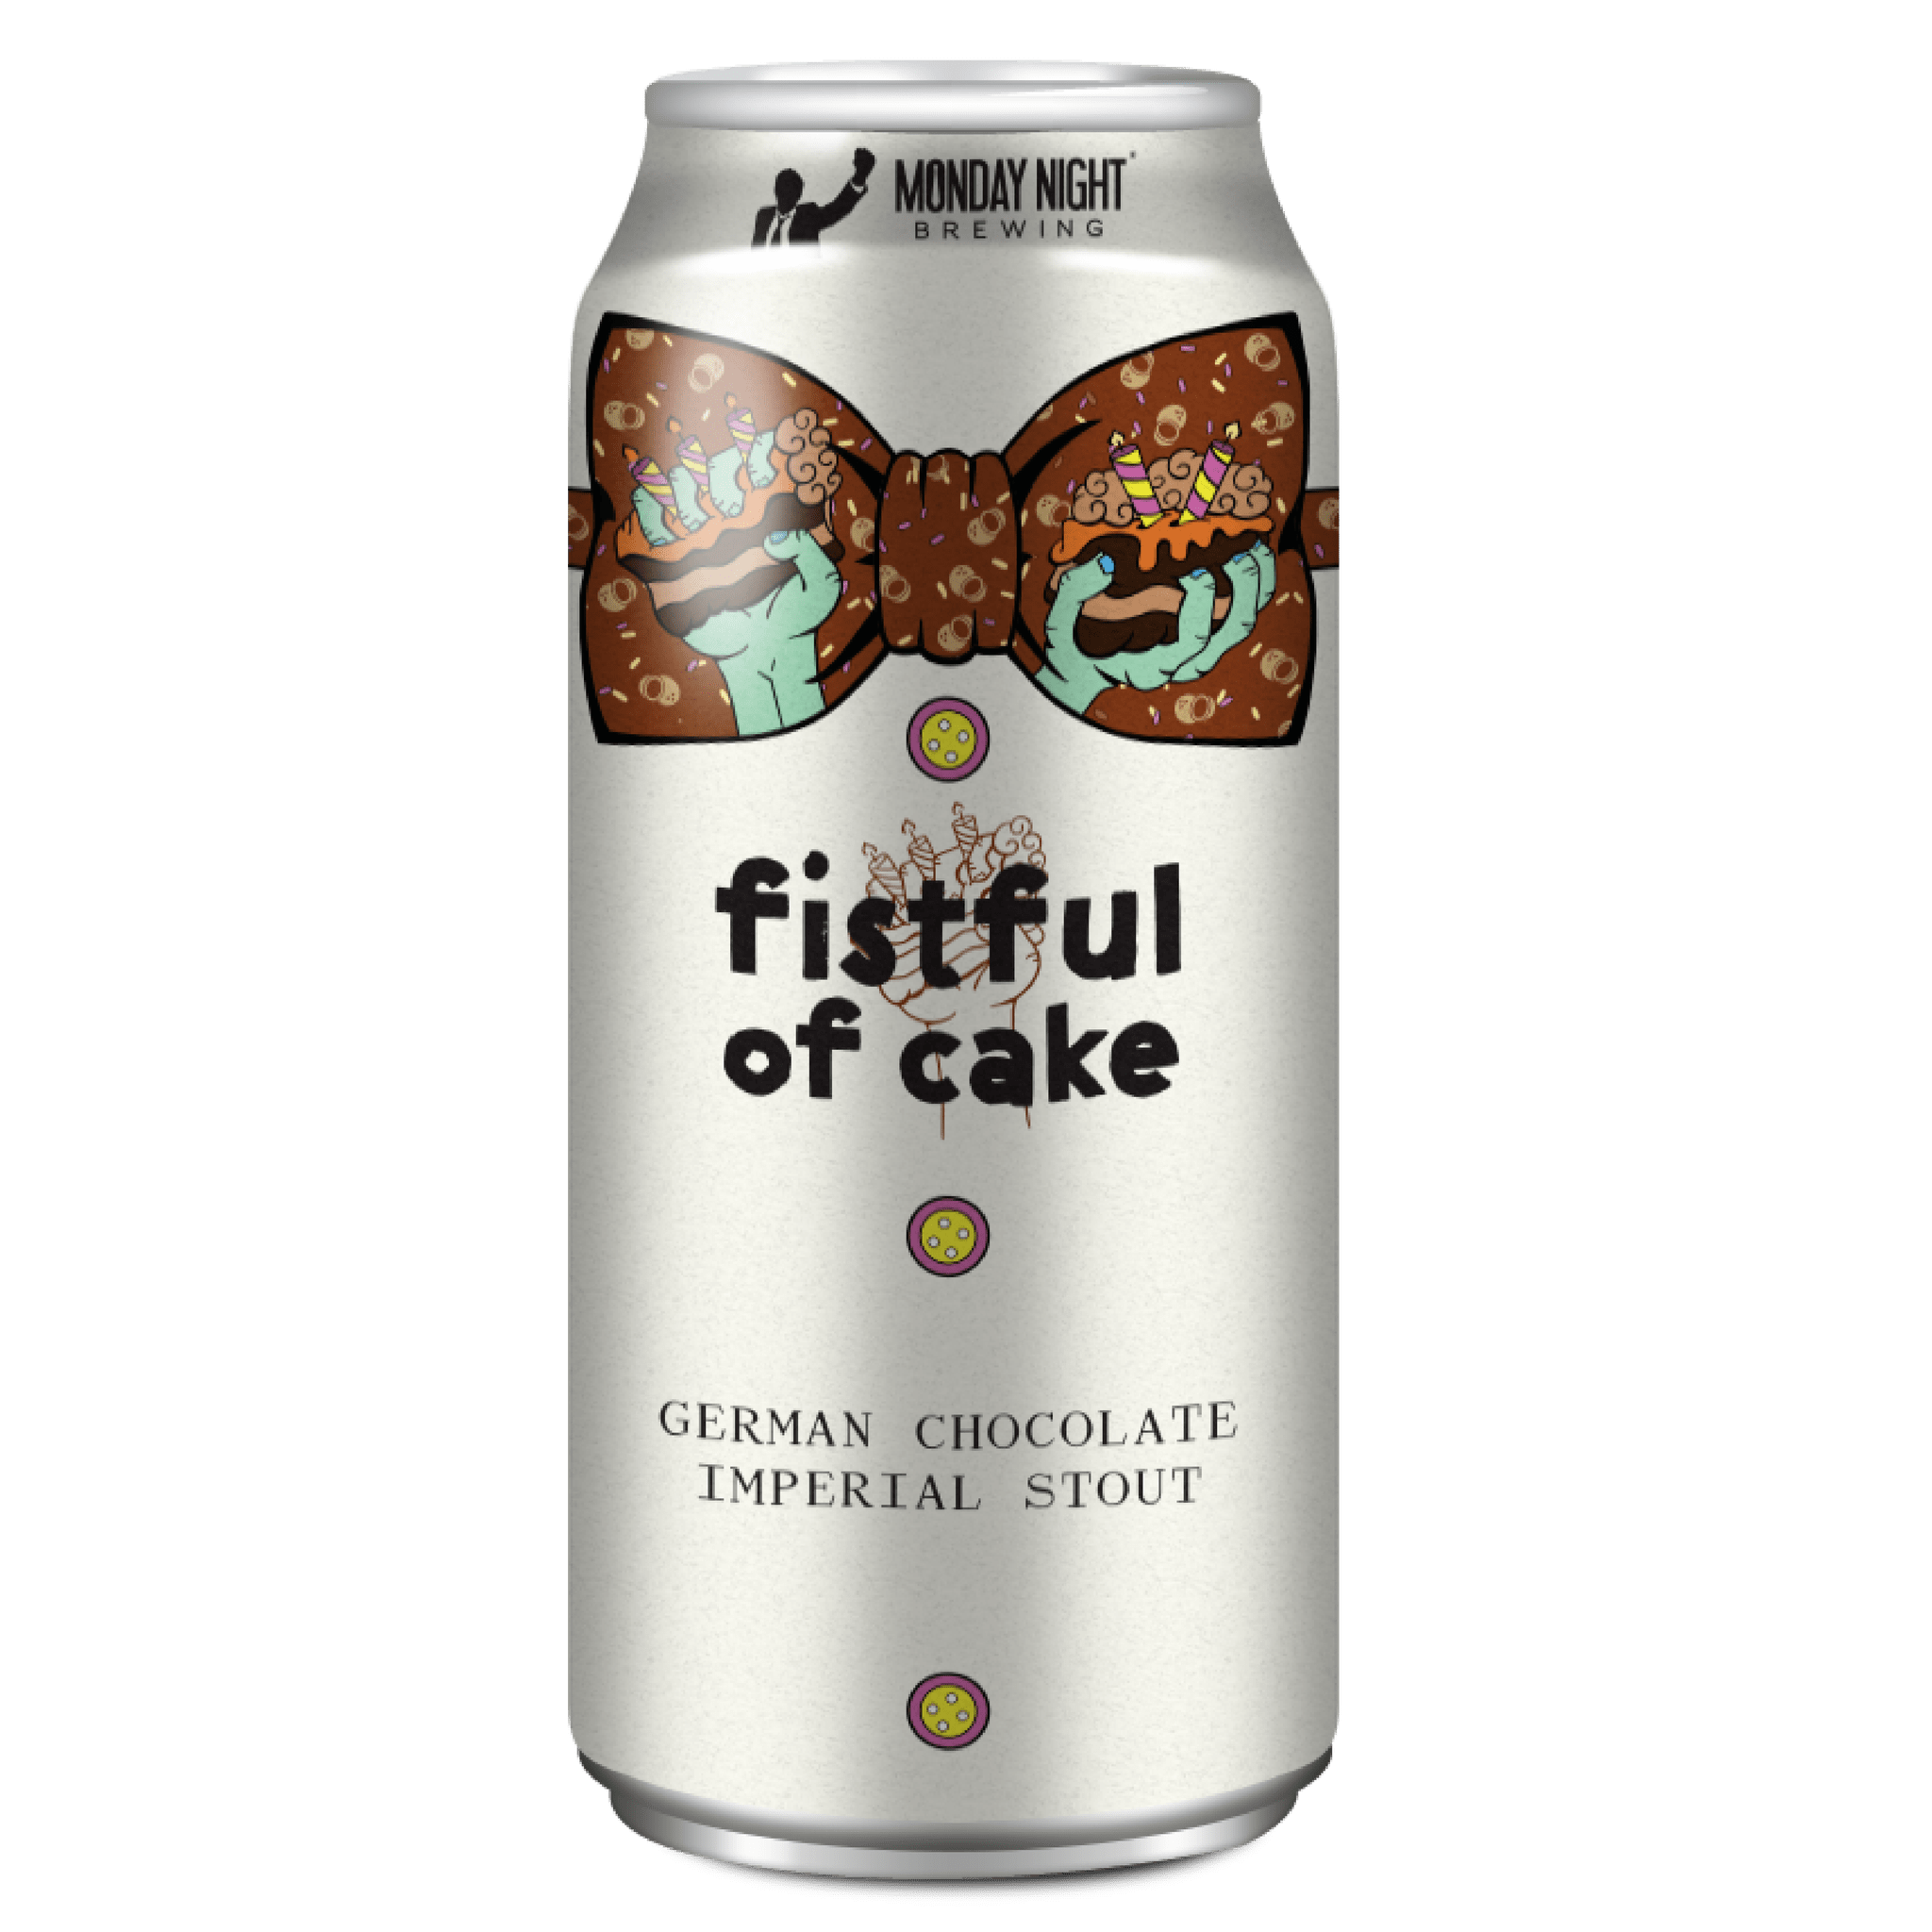 MONDAY NIGHT
BREWING
fistful
of cake
GERMAN CHOCOLATE
IMPERIAL STOUT